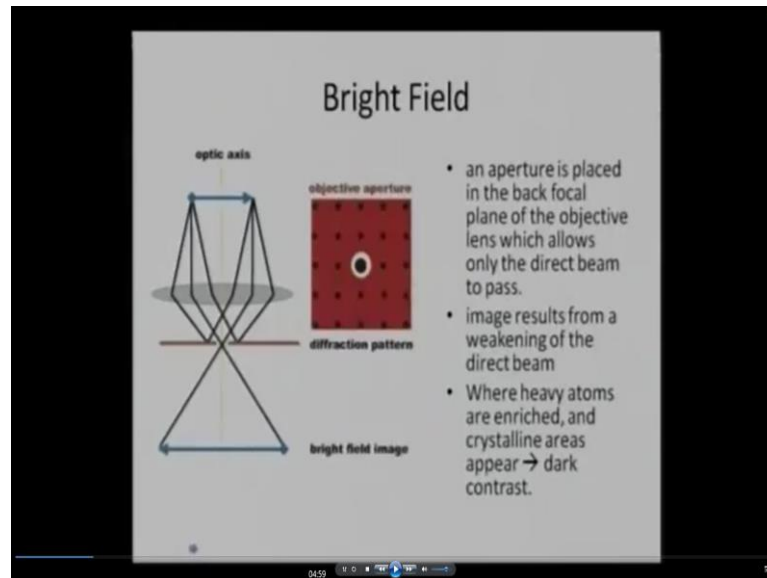 Bright Field
optic axis
objective aperture
diffraction pattern
bright field image
• an aperture is placed
in the back focal
plane of the objective
lens which allows
only the direct beam
to pass.
• image results from a
weakening of the
direct beam
• Where heavy atoms
are enriched, and
crystalline areas
appear → dark
contrast.
04:59